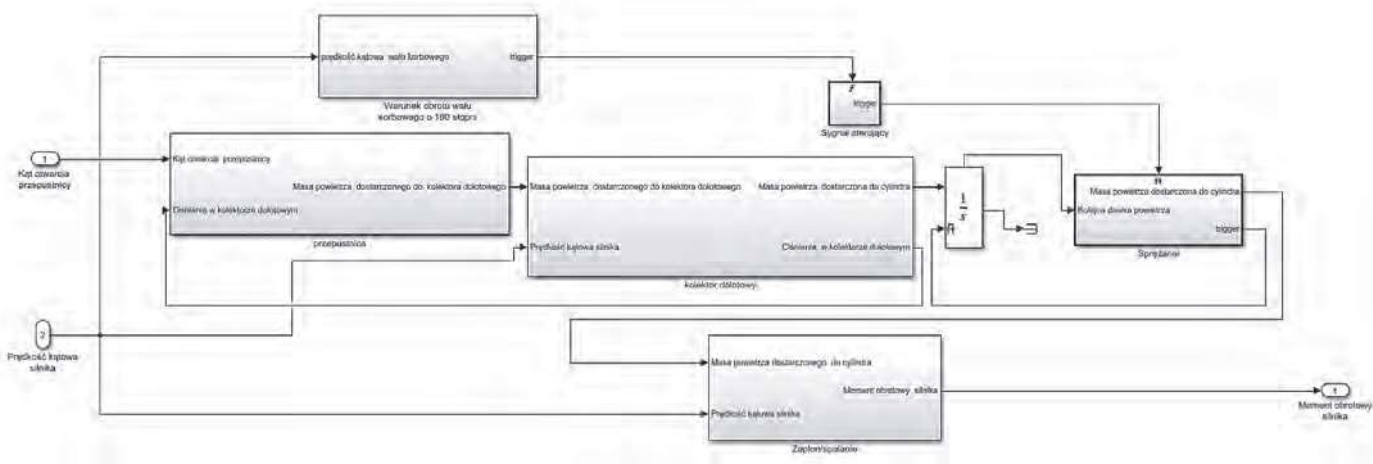 prędkość kątowa wału korbowego
trigger
Warunek obrotu wału
korbowego o 180 stopni
f
trigger
Sygnał sterujący
1
Kąt otwarcia
przepustnicy
Kąt otwarcia przepustnicy
Masa powietrza dostarczonego do kolektora dolotowego
Ciśnienie w kolektorze dolotowym
przepustnica
Masa powietrza dostarczonego do kolektora dolotowego
Masa powietrza dostarczona do cylindra
Prędkość kątowa silnika
Ciśnienie w kolektorze dolotowym
kolektor dolotowy
1
s
Masa powietrza dostarczona do cylindra
Kolejna dawka powietrza
trigger
Sprężanie
2
Prędkość kątowa
silnika
Masa powietrza dostarczonego do cylindra
Moment obrotowy silnika
Prędkość kątowa silnika
Zapłon/spalanie
1
Moment obrotowy
silnika